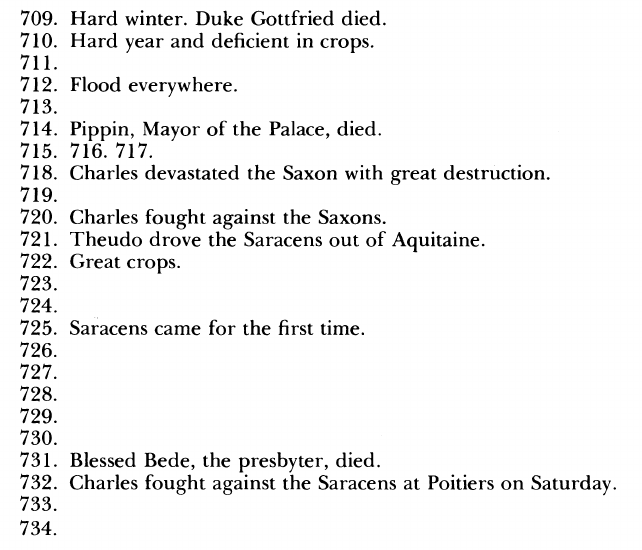 709. Hard winter. Duke Gottfried died.
710. Hard year and deficient in crops.
711.
712. Flood everywhere.
713.
714. Pippin, Mayor of the Palace, died.
715. 716. 717.
718. Charles devastated the Saxon with great destruction.
719.
720. Charles fought against the Saxons.
721. Theudo drove the Saracens out of Aquitaine.
722. Great crops.
723.
724.
725. Saracens came for the first time.
726.
727.
728.
729.
730.
731. Blessed Bede, the presbyter, died.
732. Charles fought against the Saracens at Poitiers on Saturday.
733.
734.